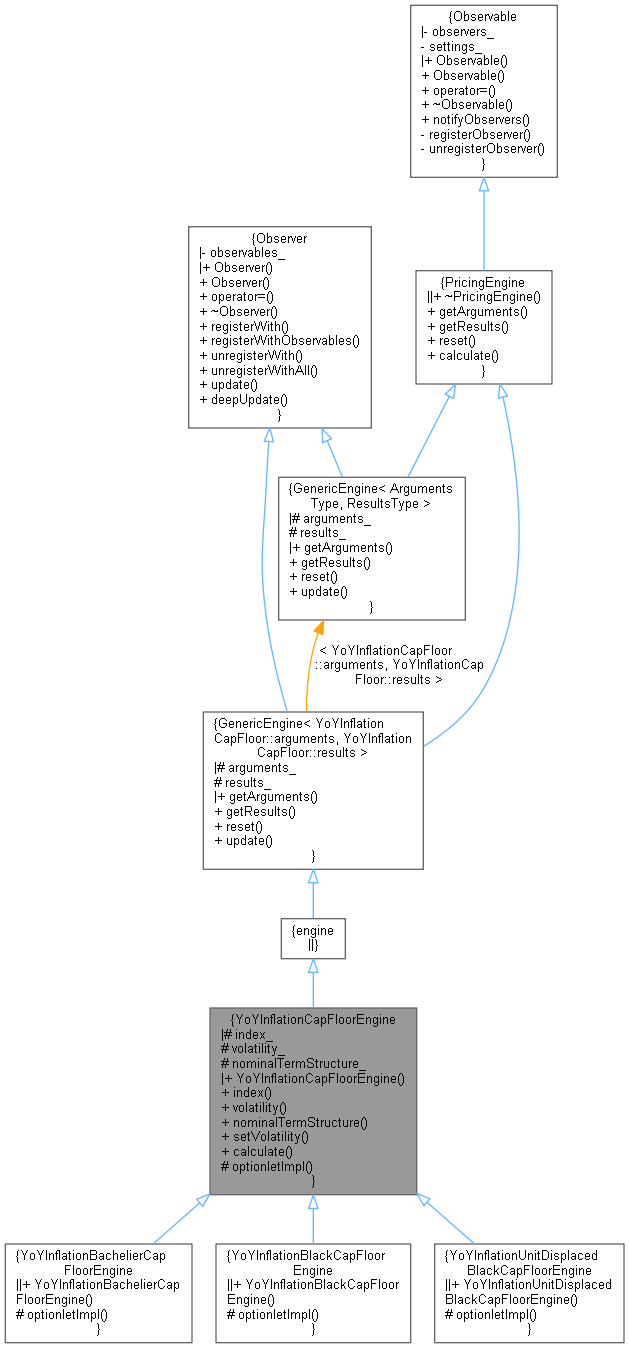 {Observable
|- observers_
- settings_
|+ Observable()
+ Observable()
+ operator=()
+ ~Observable()
+ notifyObservers()
- registerObserver()
- unregisterObserver()
}
{Observer
|- observables_
|+ Observer()
+ Observer()
+ operator=()
+ ~Observer()
+ registerWith()
+ registerWithObservables()
+ unregisterWith()
+ unregisterWithAll()
+ update()
+ deepUpdate()
}
{PricingEngine
||+ ~PricingEngine()
+ getArguments()
+ getResults()
+ reset()
+ calculate()
}
{GenericEngine< Arguments
Type, ResultsType >
|# arguments_
# results_
|+ getArguments()
+ getResults()
+ reset()
+ update()
}
< YoYInflationCapFloor
::arguments, YoYInflationCap
Floor::results >
{GenericEngine< YoYInflation
CapFloor::arguments, YoYInflation
CapFloor::results >
|# arguments_
# results_
|+ getArguments()
+ getResults()
+ reset()
+ update()
}
{engine
||}
{YoYInflationCapFloorEngine
|# index_
# volatility_
# nominalTermStructure_
|+ YoYInflationCapFloorEngine()
+ index()
+ volatility()
+ nominalTermStructure()
+ setVolatility()
+ calculate()
# optionletImpl()
}
{YoYInflationBachelierCap
FloorEngine
||+ YoYInflationBachelierCap
FloorEngine()
# optionletImpl()
}
{YoYInflationBlackCapFloor
Engine
||+ YoYInflationBlackCapFloor
Engine()
# optionletImpl()
}
{YoYInflationUnitDisplaced
BlackCapFloorEngine
||+ YoYInflationUnitDisplaced
BlackCapFloorEngine()
# optionletImpl()
}